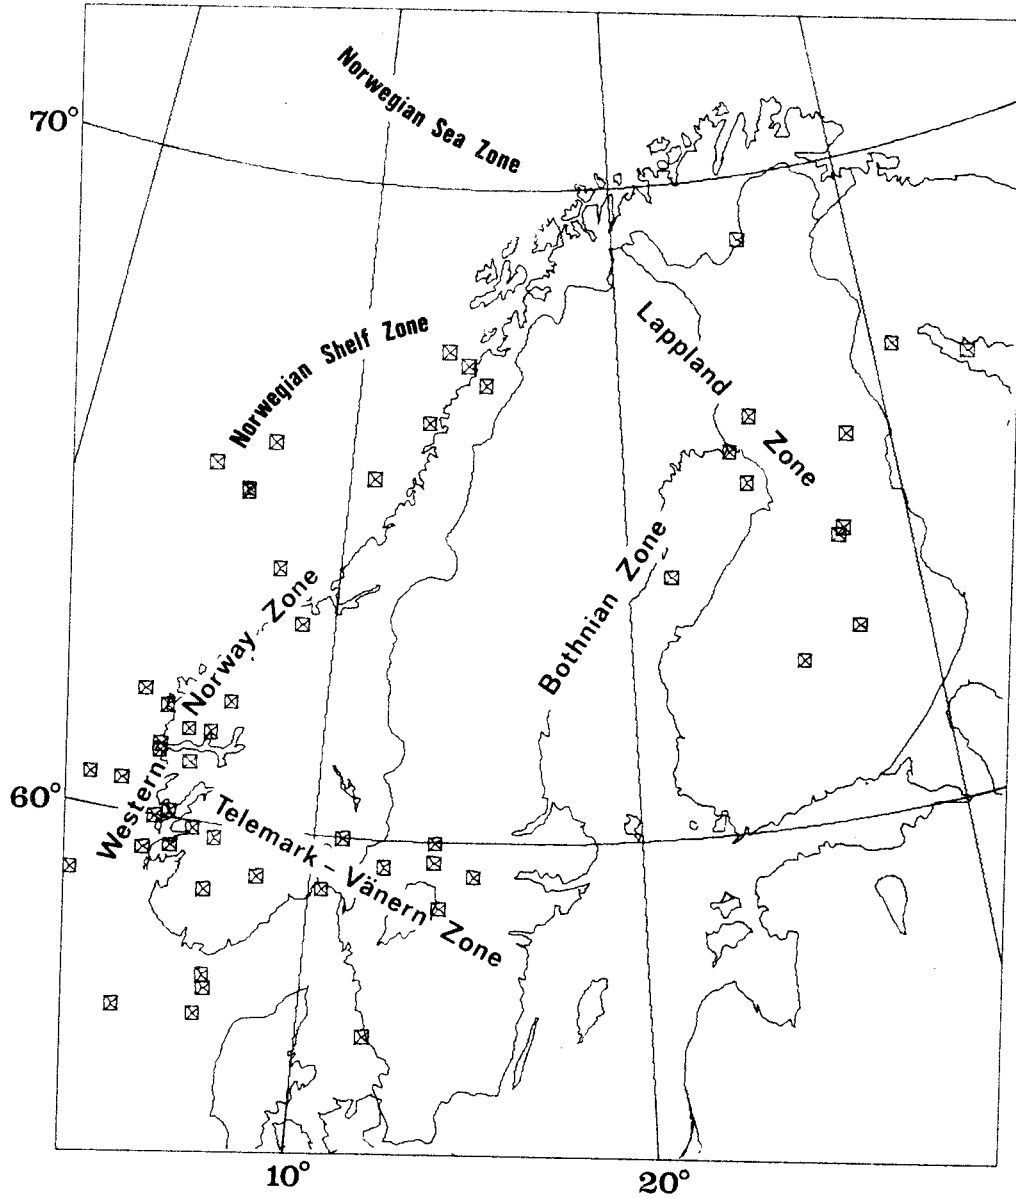 Norwegian Sea Zone
70°
Norweqian Shelf Zone
Lappland Zone
Bothnian Zone
Western Norway Zone
60°
Telemark - Vänern Zone
10°
20°